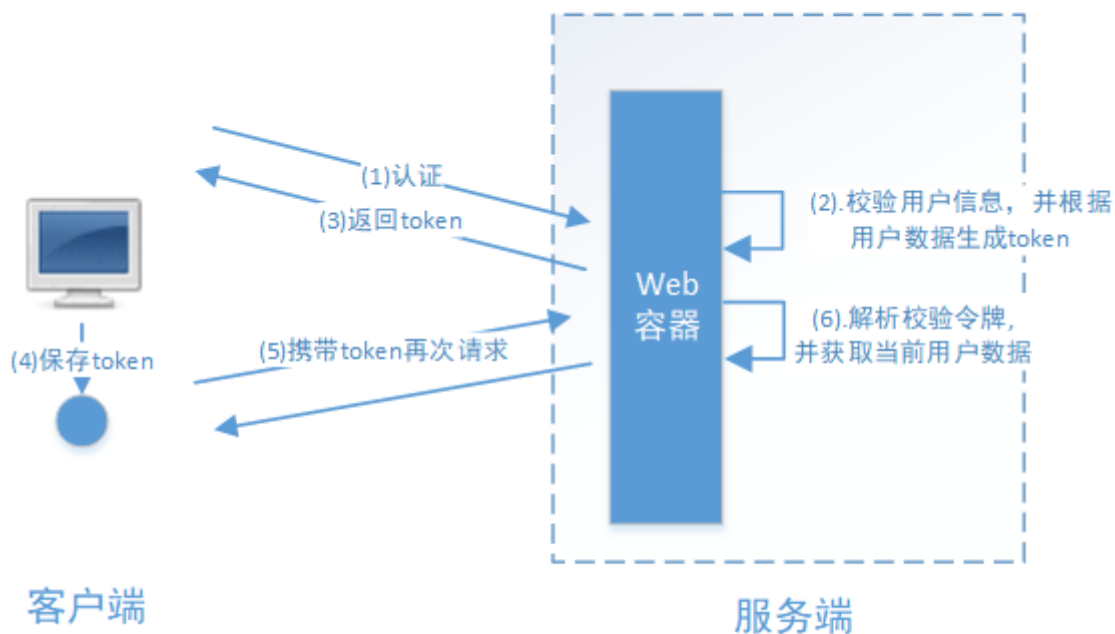 (1)认证
(3)返回token
(2).校验用户信息，并根据
用户数据生成token
Web
容器
(6).解析校验令牌,
并获取当前用户数据
(5)携带token再次请求
(4)保存token
客户端
服务端